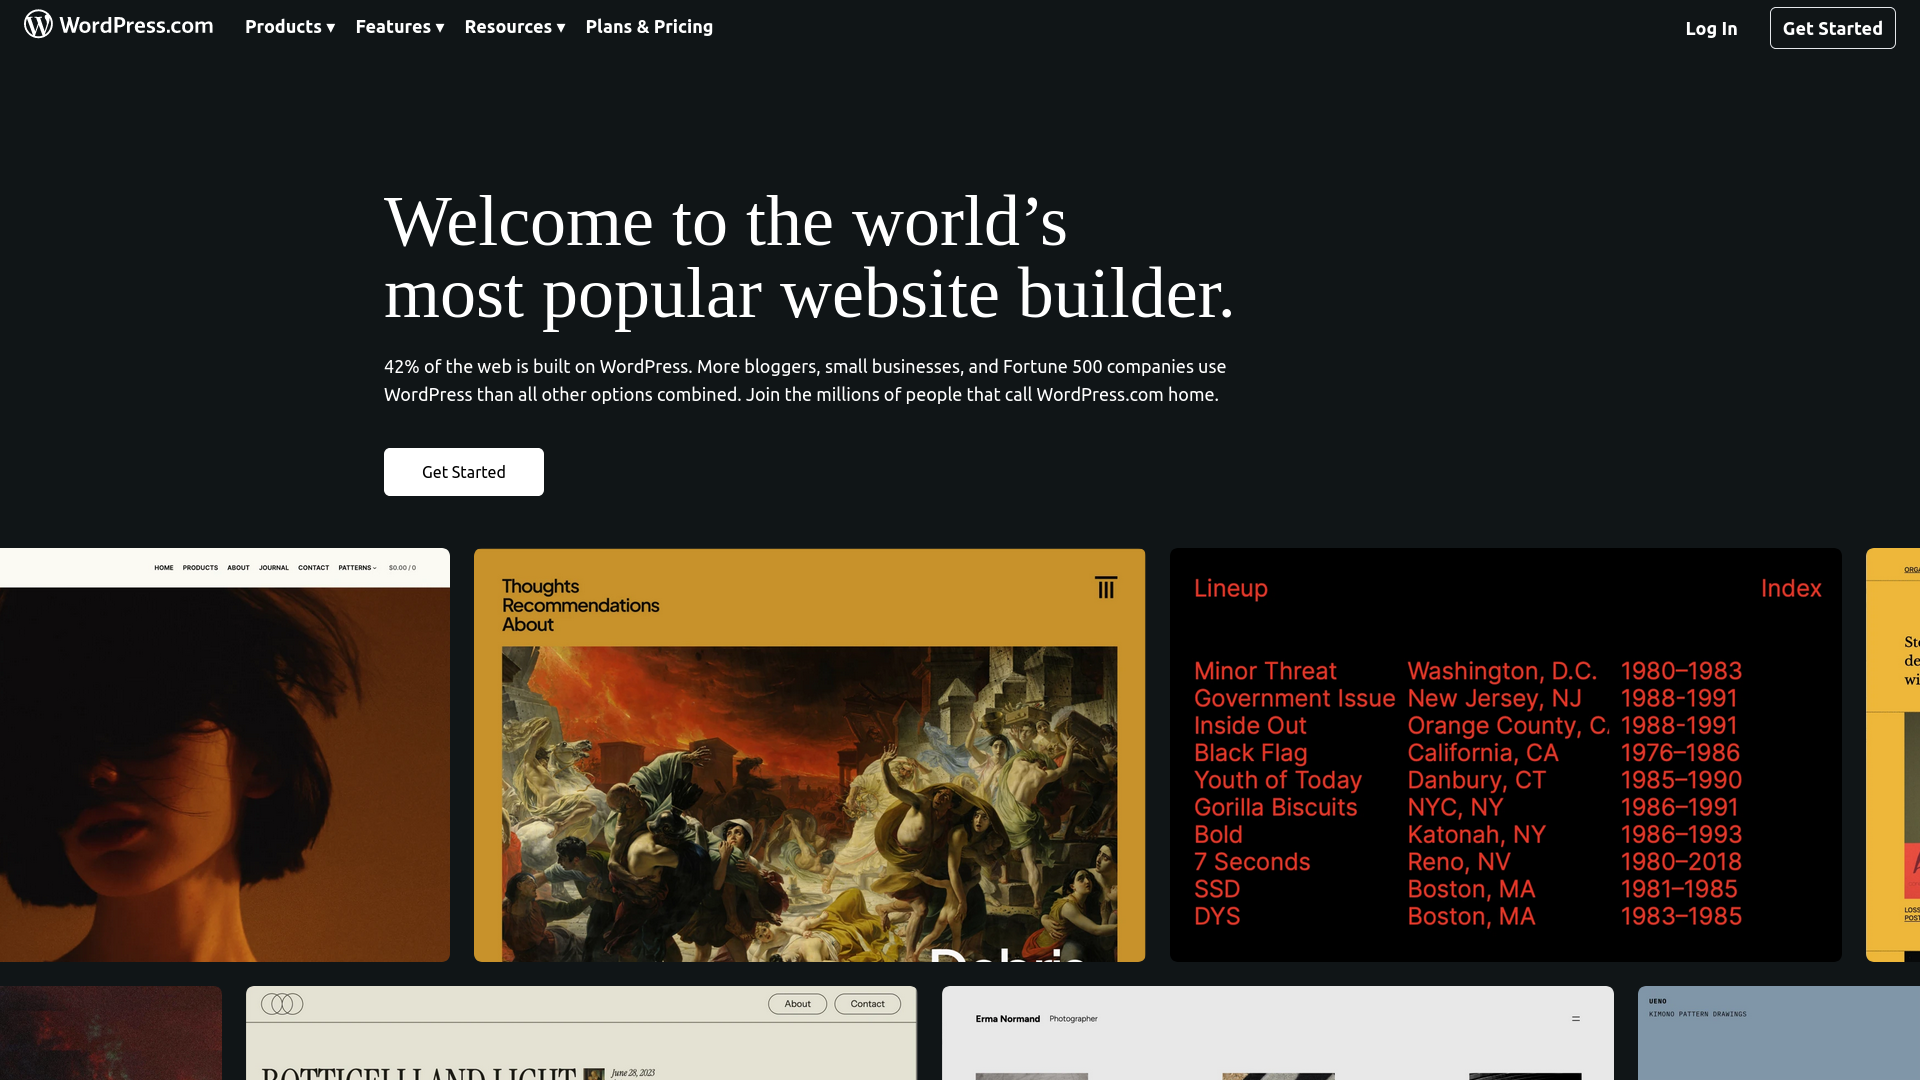 WordPress.com
Products ▾
Features ▾
Resources ▾
Plans & Pricing
Log In
Get Started
Welcome to the world’s
most popular website builder.
42% of the web is built on WordPress. More bloggers, small businesses, and Fortune 500 companies use
WordPress than all other options combined. Join the millions of people that call WordPress.com home.
Get Started
HOME PRODUCTS ABOUT JOURNAL CONTACT PATTERNS $0.00 / 0
Thoughts
Recommendations
About
Debris
Lineup Index
Minor Threat Washington, D.C. 1980–1983
Government Issue New Jersey, NJ 1988-1991
Inside Out Orange County, C 1988-1991
Black Flag California, CA 1976–1986
Youth of Today Danbury, CT 1985–1990
Gorilla Biscuits NYC, NY 1986–1991
Bold Katonah, NY 1986–1993
7 Seconds Reno, NV 1980–2018
SSD Boston, MA 1981–1985
DYS Boston, MA 1983–1985
About Contact
BOTTICELLI AND LIGHT June 28, 2023
Erma Normand Photographer
UENO
KIMONO PATTERN DRAWINGS